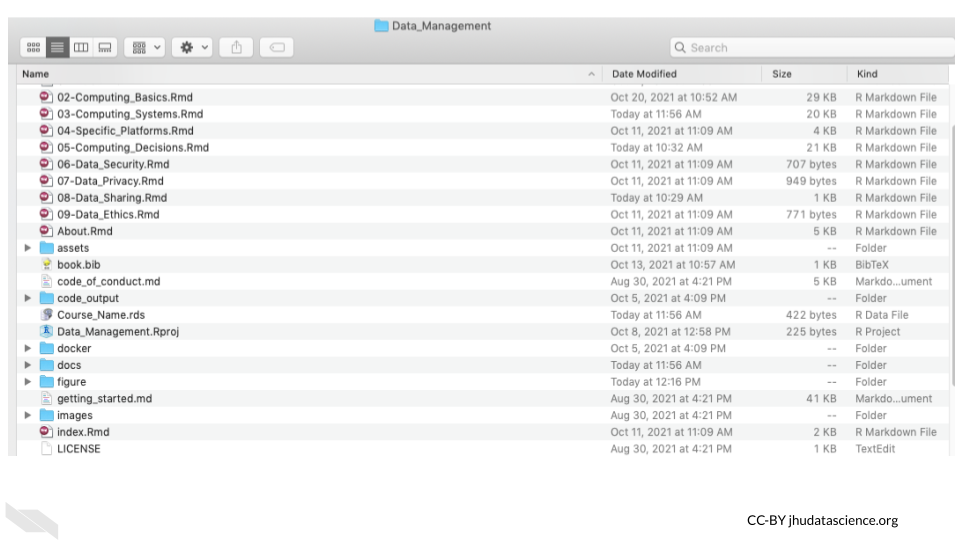 Data_Management
Search
Name Date Modified Size Kind
02-Computing_Basics.Rmd Oct 20, 2021 at 10:52 AM 29 KB R Markdown File
03-Computing_Systems.Rmd Today at 11:56 AM 20 KB R Markdown File
04-Specific_Platforms.Rmd Oct 11, 2021 at 11:09 AM 4 KB R Markdown File
05-Computing_Decisions.Rmd Today at 10:32 AM 21 KB R Markdown File
06-Data_Security.Rmd Oct 11, 2021 at 11:09 AM 707 bytes R Markdown File
07-Data_Privacy.Rmd Oct 11, 2021 at 11:09 AM 949 bytes R Markdown File
08-Data_Sharing.Rmd Today at 10:29 AM 1 KB R Markdown File
09-Data_Ethics.Rmd Oct 11, 2021 at 11:09 AM 771 bytes R Markdown File
About.Rmd Oct 11, 2021 at 11:09 AM 5 KB R Markdown File
assets Oct 11, 2021 at 11:09 AM -- Folder
book.bib Oct 13, 2021 at 10:57 AM 1 KB BibTeX
code_of_conduct.md Aug 30, 2021 at 4:21 PM 5 KB Markdo...ument
code_output Oct 5, 2021 at 4:09 PM -- Folder
Course_Name.rds Today at 11:56 AM 422 bytes R Data File
Data_Management.Rproj Oct 8, 2021 at 12:58 PM 225 bytes R Project
docker Oct 5, 2021 at 4:09 PM -- Folder
docs Today at 11:56 AM -- Folder
figure Today at 12:16 PM -- Folder
getting_started.md Aug 30, 2021 at 4:21 PM 41 KB Markdo...ument
images Aug 30, 2021 at 4:21 PM -- Folder
index.Rmd Oct 11, 2021 at 11:09 AM 2 KB R Markdown File
LICENSE Aug 30, 2021 at 4:21 PM 1 KB TextEdit
CC-BY jhudatascience.org